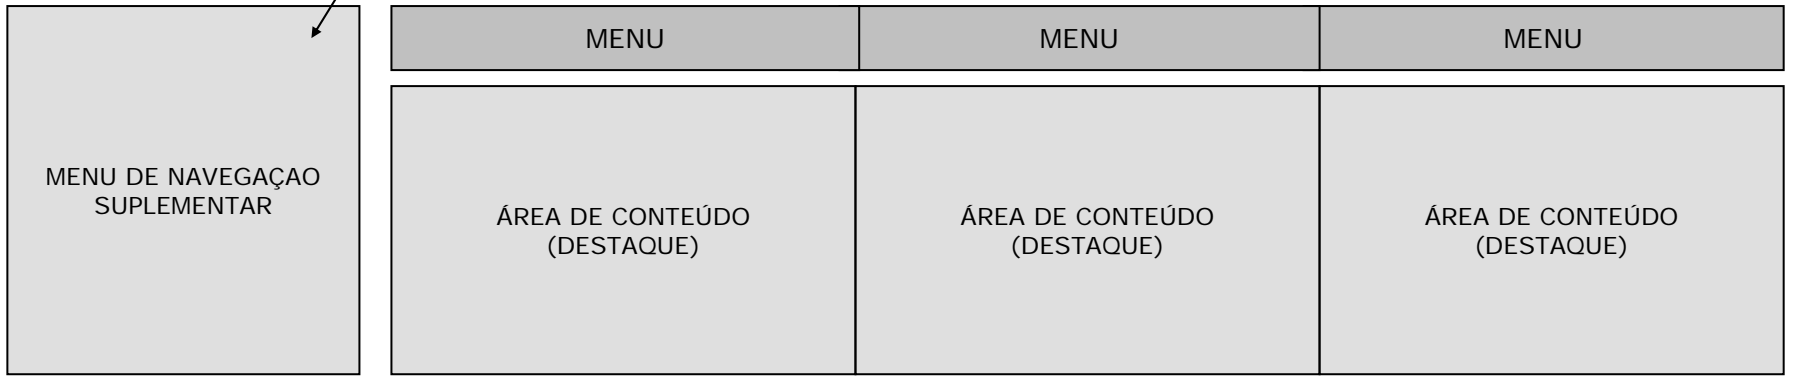 MENU
MENU
MENU
MENU DE NAVEGAÇAO
SUPLEMENTAR
ÁREA DE CONTEÚDO
(DESTAQUE)
ÁREA DE CONTEÚDO
(DESTAQUE)
ÁREA DE CONTEÚDO
(DESTAQUE)